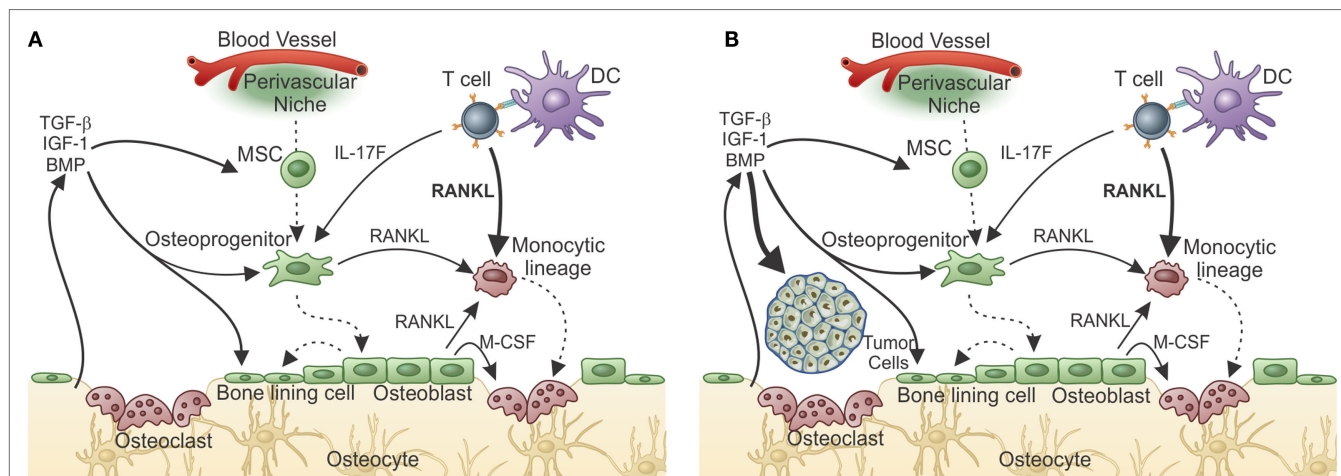 A
Blood Vessel
Perivascular
Niche
T cell
DC
TGF-β
IGF-1
BMP
MSC
IL-17F
RANKL
Osteoprogenitor
RANKL
Monocytic
lineage
RANKL
M-CSF
Bone lining cell
Osteoblast
Osteoclast
Osteocyte
B
Blood Vessel
Perivascular
Niche
T cell
DC
TGF-β
IGF-1
BMP
MSC
IL-17F
RANKL
Osteoprogenitor
RANKL
Monocytic
lineage
RANKL
Tumor
Cells
M-CSF
Bone lining cell
Osteoblast
Osteoclast
Osteocyte